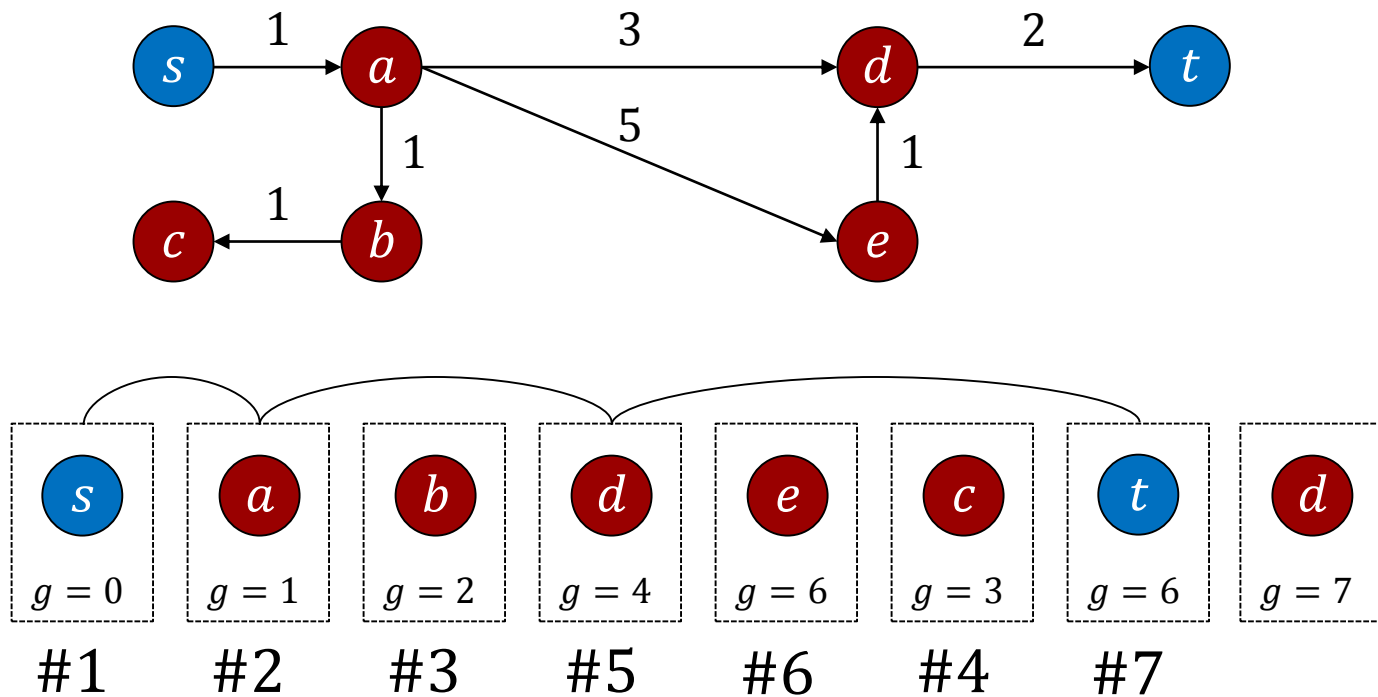 s 1 a 3 d 2 t
5
1 1
1
c b e
s a b d e c t d
g = 0 g = 1 g = 2 g = 4 g = 6 g = 3 g = 6 g = 7
#1 #2 #3 #5 #6 #4 #7